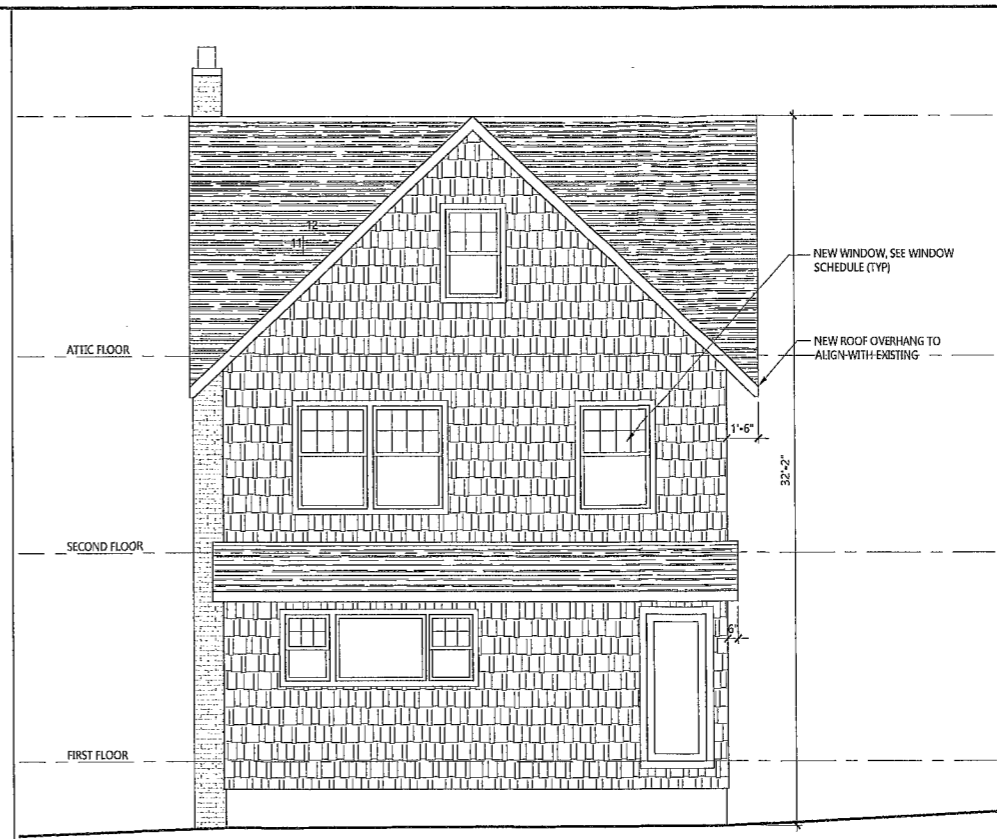 12
11
NEW WINDOW, SEE WINDOW
SCHEDULE (TYP)
ATTIC FLOOR
NEW ROOF OVERHANG TO
ALIGN WITH EXISTING
1'-6"
32'-2"
SECOND FLOOR
6"
FIRST FLOOR